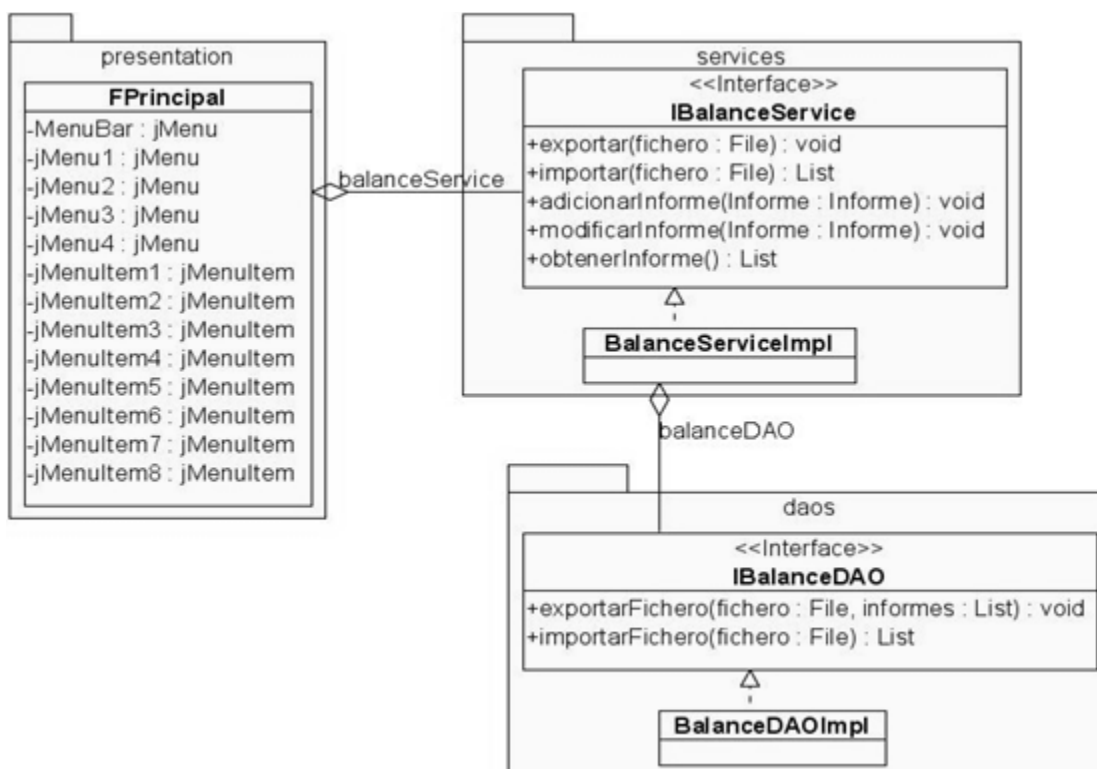 presentation
FPrincipal
-MenuBar : jMenu
-jMenu1 : jMenu
-jMenu2 : jMenu
-jMenu3 : jMenu
-jMenu4 : jMenu
-jMenuItem1 : jMenuItem
-jMenuItem2 : jMenuItem
-jMenuItem3 : jMenuItem
-jMenuItem4 : jMenuItem
-jMenuItem5 : jMenuItem
-jMenuItem6 : jMenuItem
-jMenuItem7 : jMenuItem
-jMenuItem8 : jMenuItem
balanceService
services
<<Interface>>
IBalanceService
+exportar(fichero : File) : void
+importar(fichero : File) : List
+adicionarInforme(Informe : Informe) : void
+modificarInforme(Informe : Informe) : void
+obtenerInforme() : List
BalanceServiceImpl
balanceDAO
daos
<<Interface>>
IBalanceDAO
+exportarFichero(fichero : File, informes : List) : void
+importarFichero(fichero : File) : List
BalanceDAOImpl